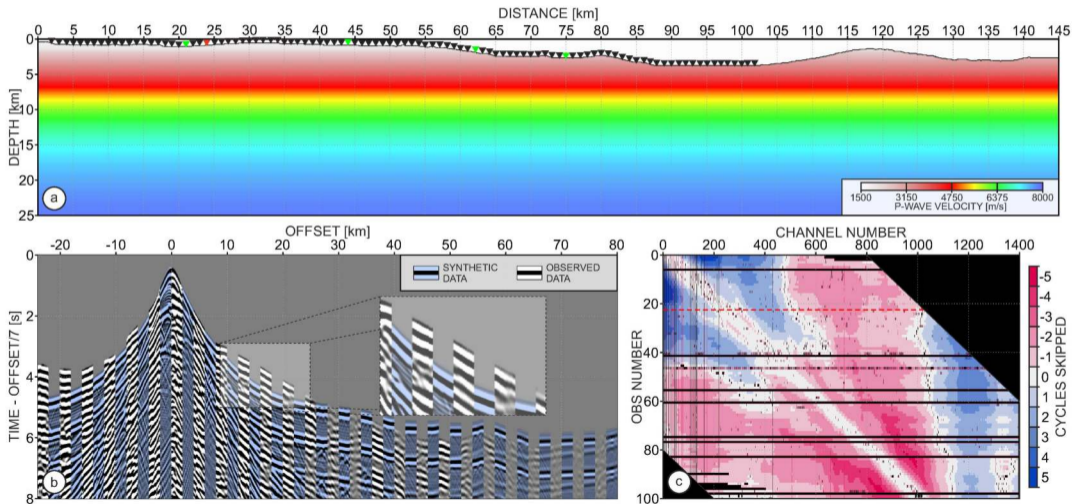 DISTANCE [km]
0 5 10 15 20 25 30 35 40 45 50 55 60 65 70 75 80 85 90 95 100 105 110 115 120 125 130 135 140 145
DEPTH [km]
0
5
10
15
20
25
a
1500 3150 4750 6375 8000
P-WAVE VELOCITY [m/s]
OFFSET [km]
-20 -10 0 10 20 30 40 50 60 70 80
TIME - OFFSET/7 [s]
0
2
4
6
8
SYNTHETIC DATA
OBSERVED DATA
b
CHANNEL NUMBER
0 200 400 600 800 1000 1200 1400
OBS NUMBER
0
20
40
60
80
100
c
-5
-4
-3
-2
-1
0
1
2
3
4
5
CYCLES SKIPPED